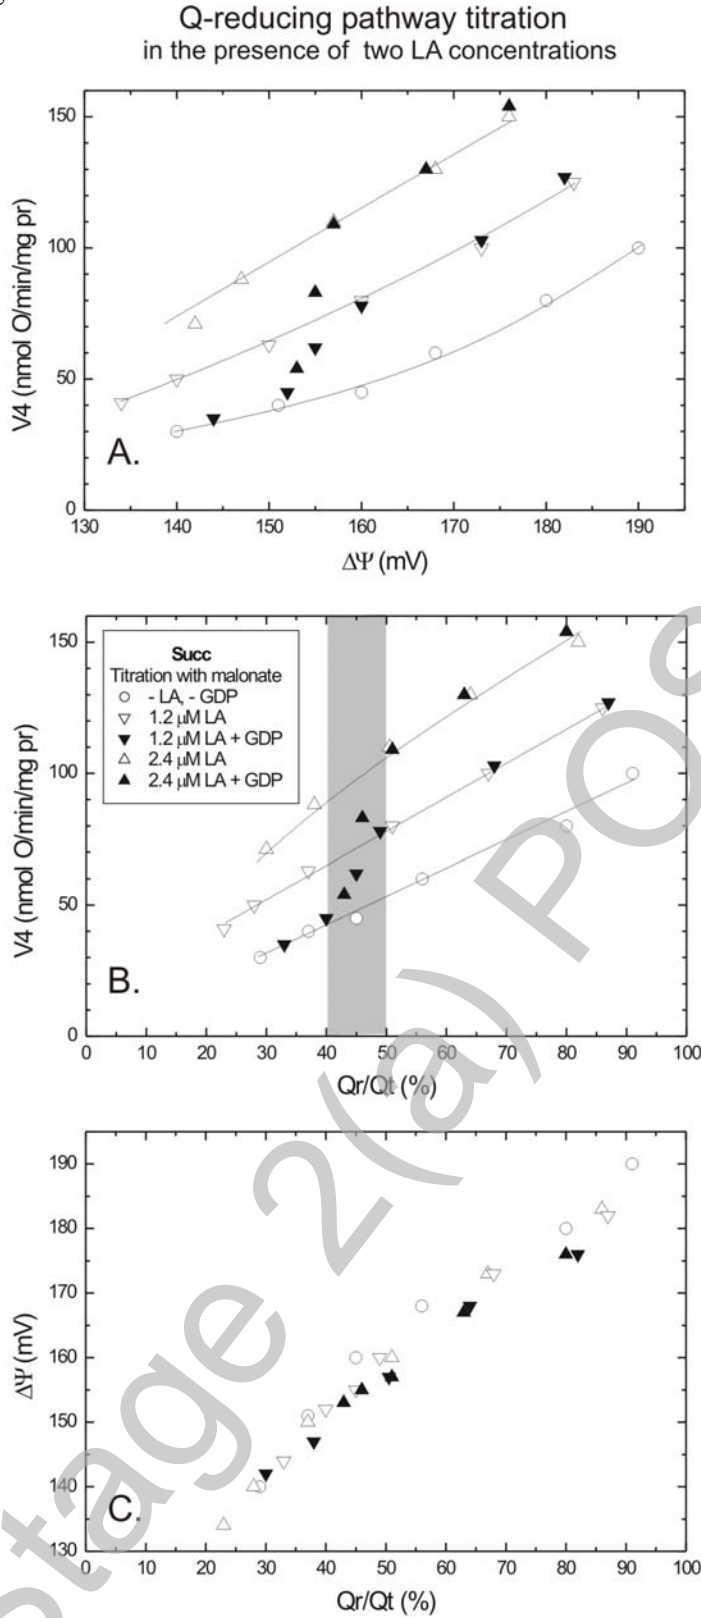 Q-reducing pathway titration
in the presence of two LA concentrations
150
100
50
0
V4 (nmol O/min/mg pr)
A.
130 140 150 160 170 180 190
ΔΨ (mV)
150
100
50
0
V4 (nmol O/min/mg pr)
Succ
Titration with malonate
- LA, - GDP
1.2 μM LA
1.2 μM LA + GDP
2.4 μM LA
2.4 μM LA + GDP
B.
0 10 20 30 40 50 60 70 80 90 100
Qr/Qt (%)
190
180
170
160
150
140
130
ΔΨ (mV)
C.
0 10 20 30 40 50 60 70 80 90 100
Qr/Qt (%)
Stage 2(a) POS